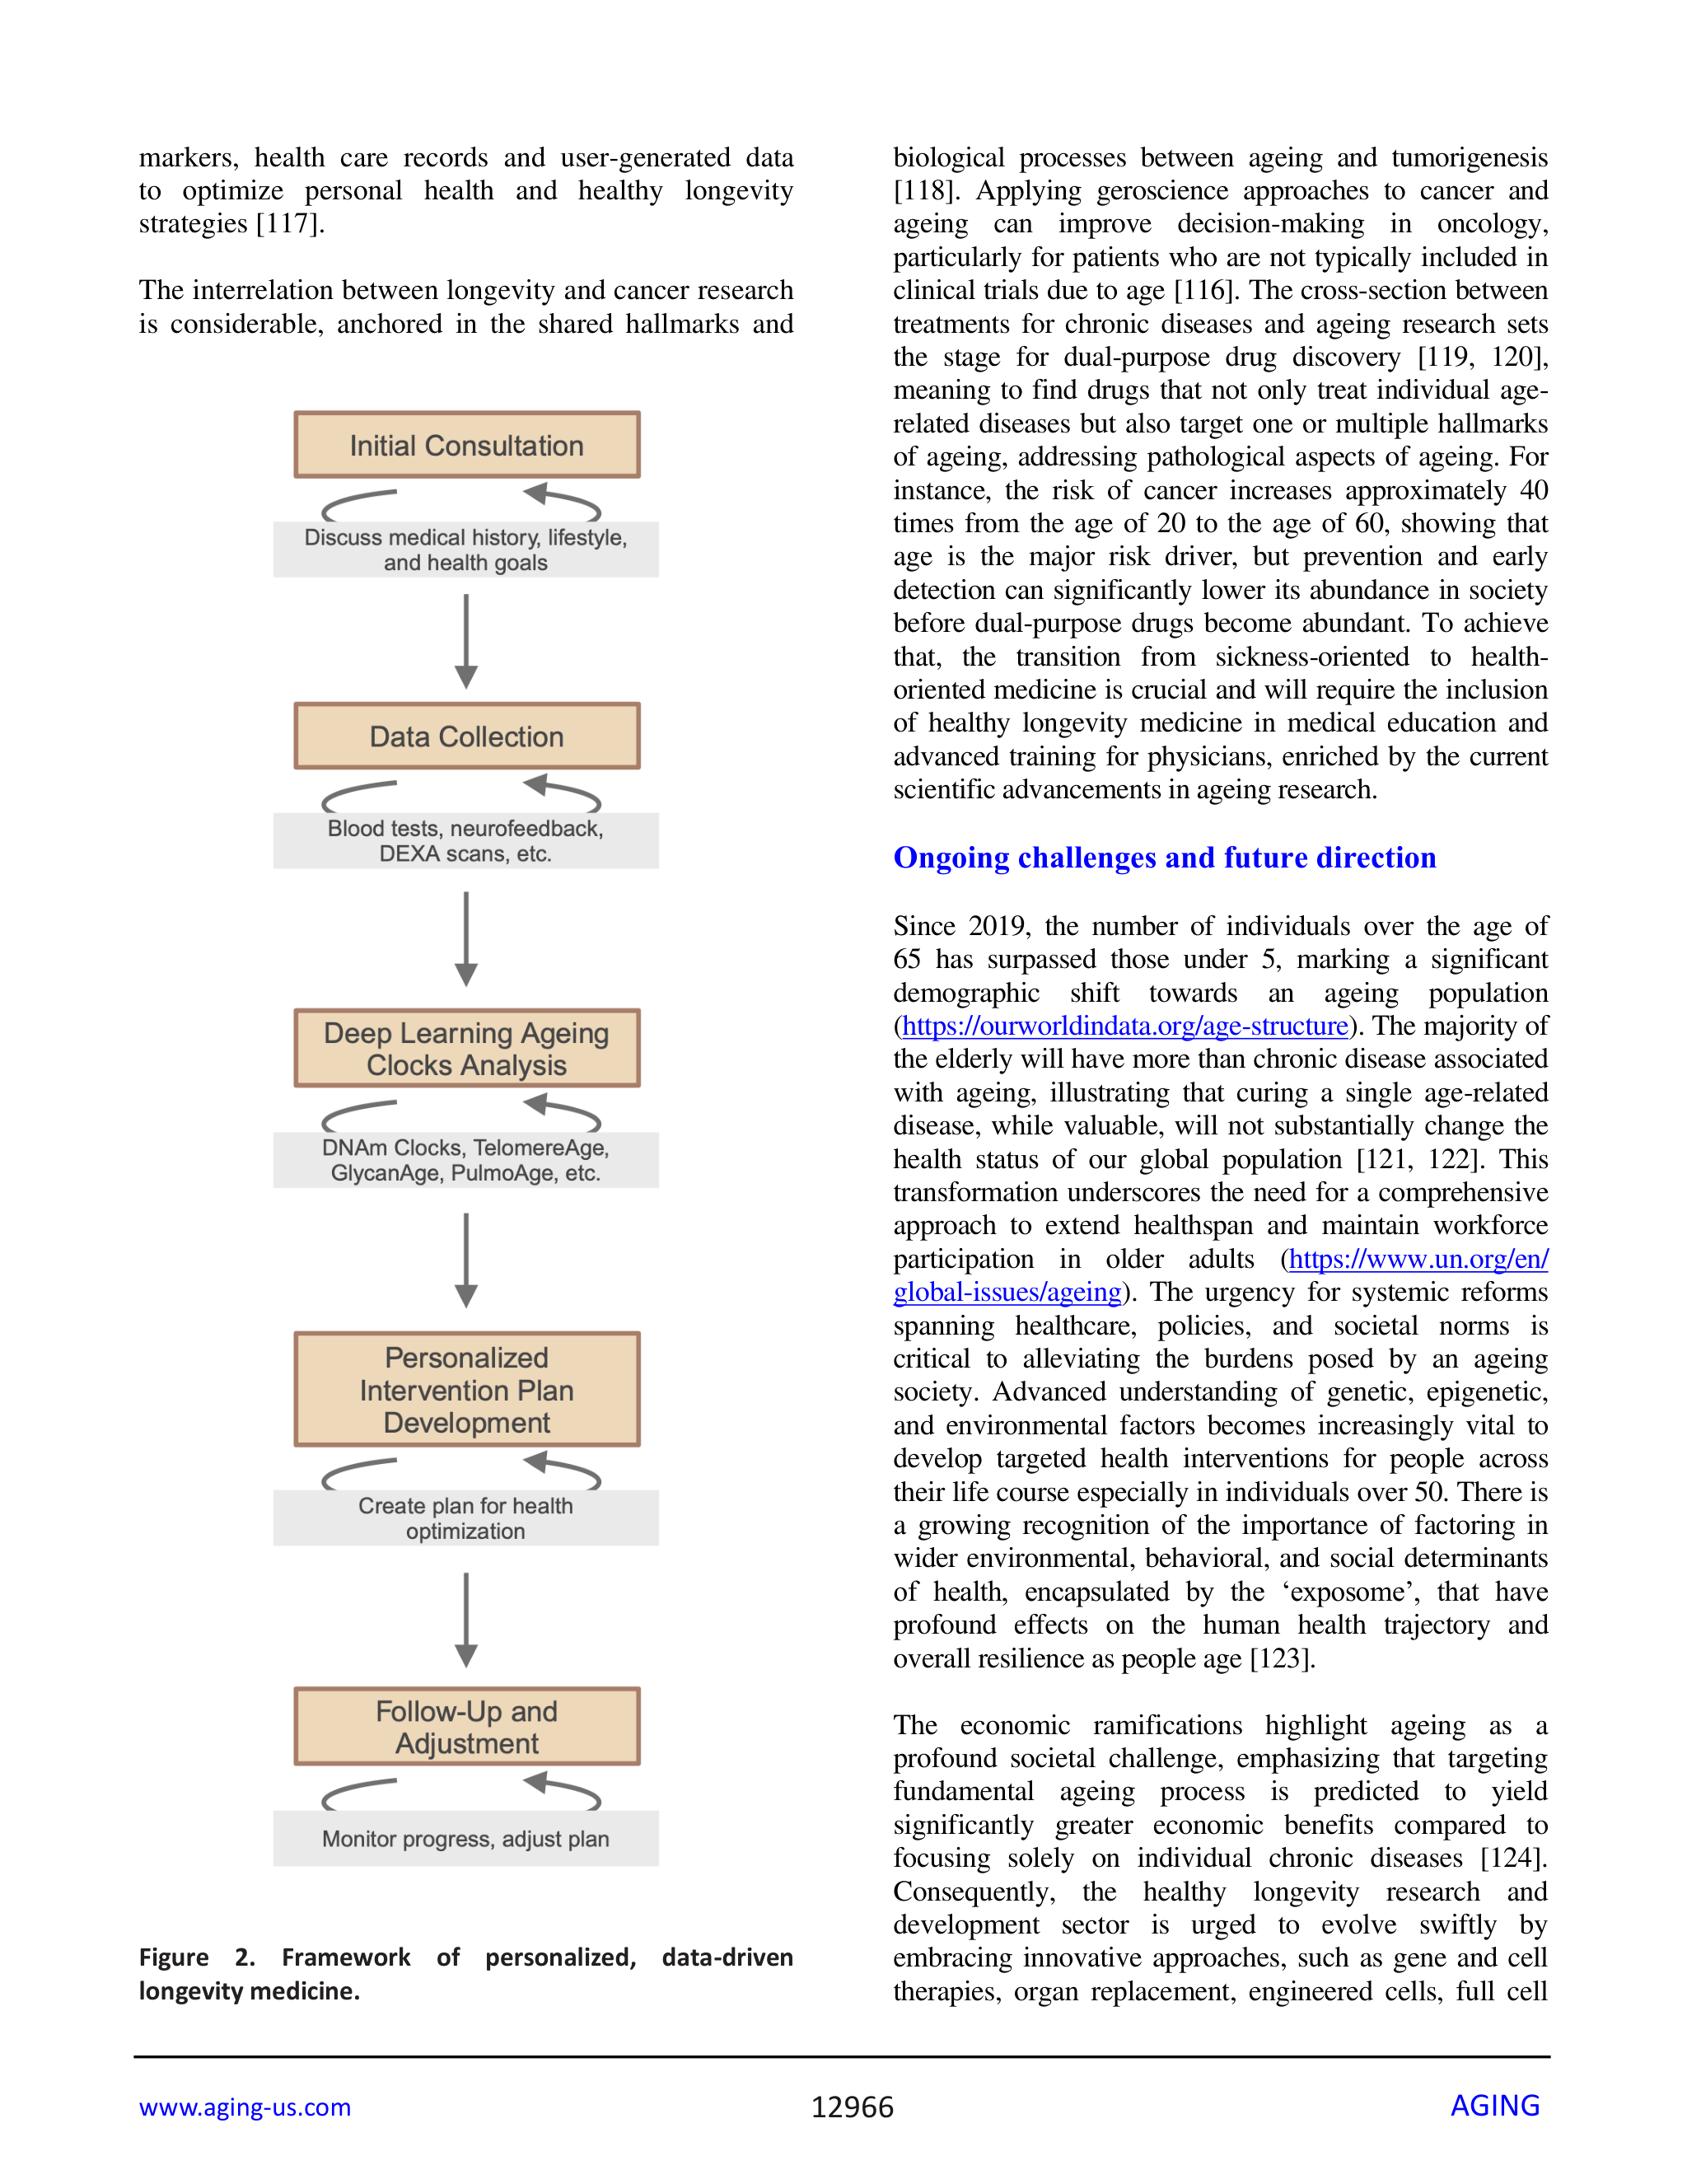 markers, health care records and user-generated data
to optimize personal health and healthy longevity
strategies [117].
The interrelation between longevity and cancer research
is considerable, anchored in the shared hallmarks and
Initial Consultation
Discuss medical history, lifestyle,
and health goals
Data Collection
Blood tests, neurofeedback,
DEXA scans, etc.
Deep Learning Ageing
Clocks Analysis
DNAm Clocks, TelomereAge,
GlycanAge, PulmoAge, etc.
Personalized
Intervention Plan
Development
Create plan for health
optimization
Follow-Up and
Adjustment
Monitor progress, adjust plan
Figure 2. Framework of personalized, data-driven
longevity medicine.
biological processes between ageing and tumorigenesis
[118]. Applying geroscience approaches to cancer and
ageing can improve decision-making in oncology,
particularly for patients who are not typically included in
clinical trials due to age [116]. The cross-section between
treatments for chronic diseases and ageing research sets
the stage for dual-purpose drug discovery [119, 120],
meaning to find drugs that not only treat individual age-
related diseases but also target one or multiple hallmarks
of ageing, addressing pathological aspects of ageing. For
instance, the risk of cancer increases approximately 40
times from the age of 20 to the age of 60, showing that
age is the major risk driver, but prevention and early
detection can significantly lower its abundance in society
before dual-purpose drugs become abundant. To achieve
that, the transition from sickness-oriented to health-
oriented medicine is crucial and will require the inclusion
of healthy longevity medicine in medical education and
advanced training for physicians, enriched by the current
scientific advancements in ageing research.
Ongoing challenges and future direction
Since 2019, the number of individuals over the age of
65 has surpassed those under 5, marking a significant
demographic shift towards an ageing population
(https://ourworldindata.org/age-structure). The majority of
the elderly will have more than chronic disease associated
with ageing, illustrating that curing a single age-related
disease, while valuable, will not substantially change the
health status of our global population [121, 122]. This
transformation underscores the need for a comprehensive
approach to extend healthspan and maintain workforce
participation in older adults (https://www.un.org/en/
global-issues/ageing). The urgency for systemic reforms
spanning healthcare, policies, and societal norms is
critical to alleviating the burdens posed by an ageing
society. Advanced understanding of genetic, epigenetic,
and environmental factors becomes increasingly vital to
develop targeted health interventions for people across
their life course especially in individuals over 50. There is
a growing recognition of the importance of factoring in
wider environmental, behavioral, and social determinants
of health, encapsulated by the ‘exposome’, that have
profound effects on the human health trajectory and
overall resilience as people age [123].
The economic ramifications highlight ageing as a
profound societal challenge, emphasizing that targeting
fundamental ageing process is predicted to yield
significantly greater economic benefits compared to
focusing solely on individual chronic diseases [124].
Consequently, the healthy longevity research and
development sector is urged to evolve swiftly by
embracing innovative approaches, such as gene and cell
therapies, organ replacement, engineered cells, full cell
www.aging-us.com
12966
AGING